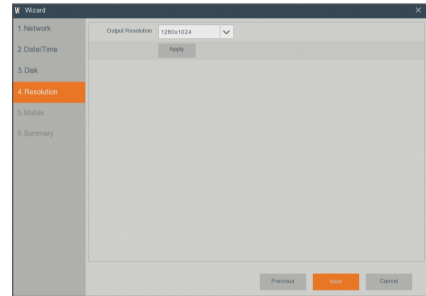 Wizard
1.Network
2.Date/Time
3.Disk
4.Resolution
5.Mobile
6.Summary
Output Resolution 1280x1024
Apply
Previous Next Cancel